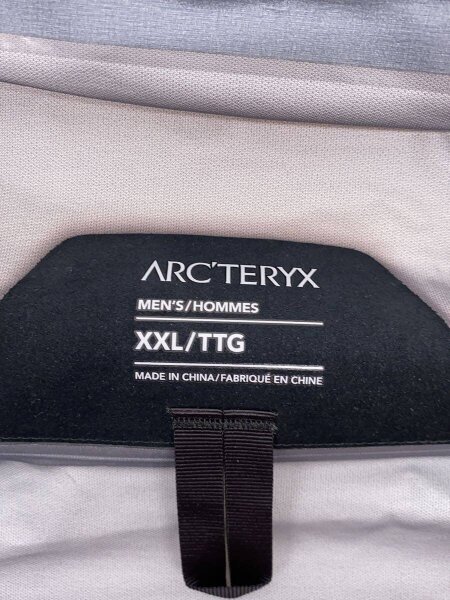 ARC'TERYX
MEN'S/HOMMES
XXL/TTG
MADE IN CHINA/FABRIQUÉ EN CHINE